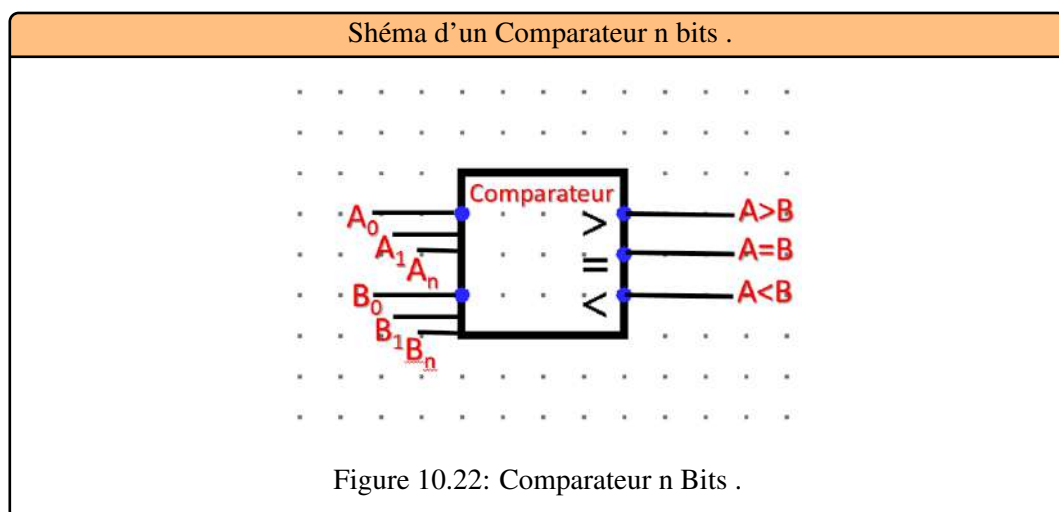 Shéma d'un Comparateur n bits .
Comparateur
A₀
A₁
Aₙ
B₀
B₁
Bₙ
>
=
<
A>B
A=B
A<B
Figure 10.22: Comparateur n Bits .